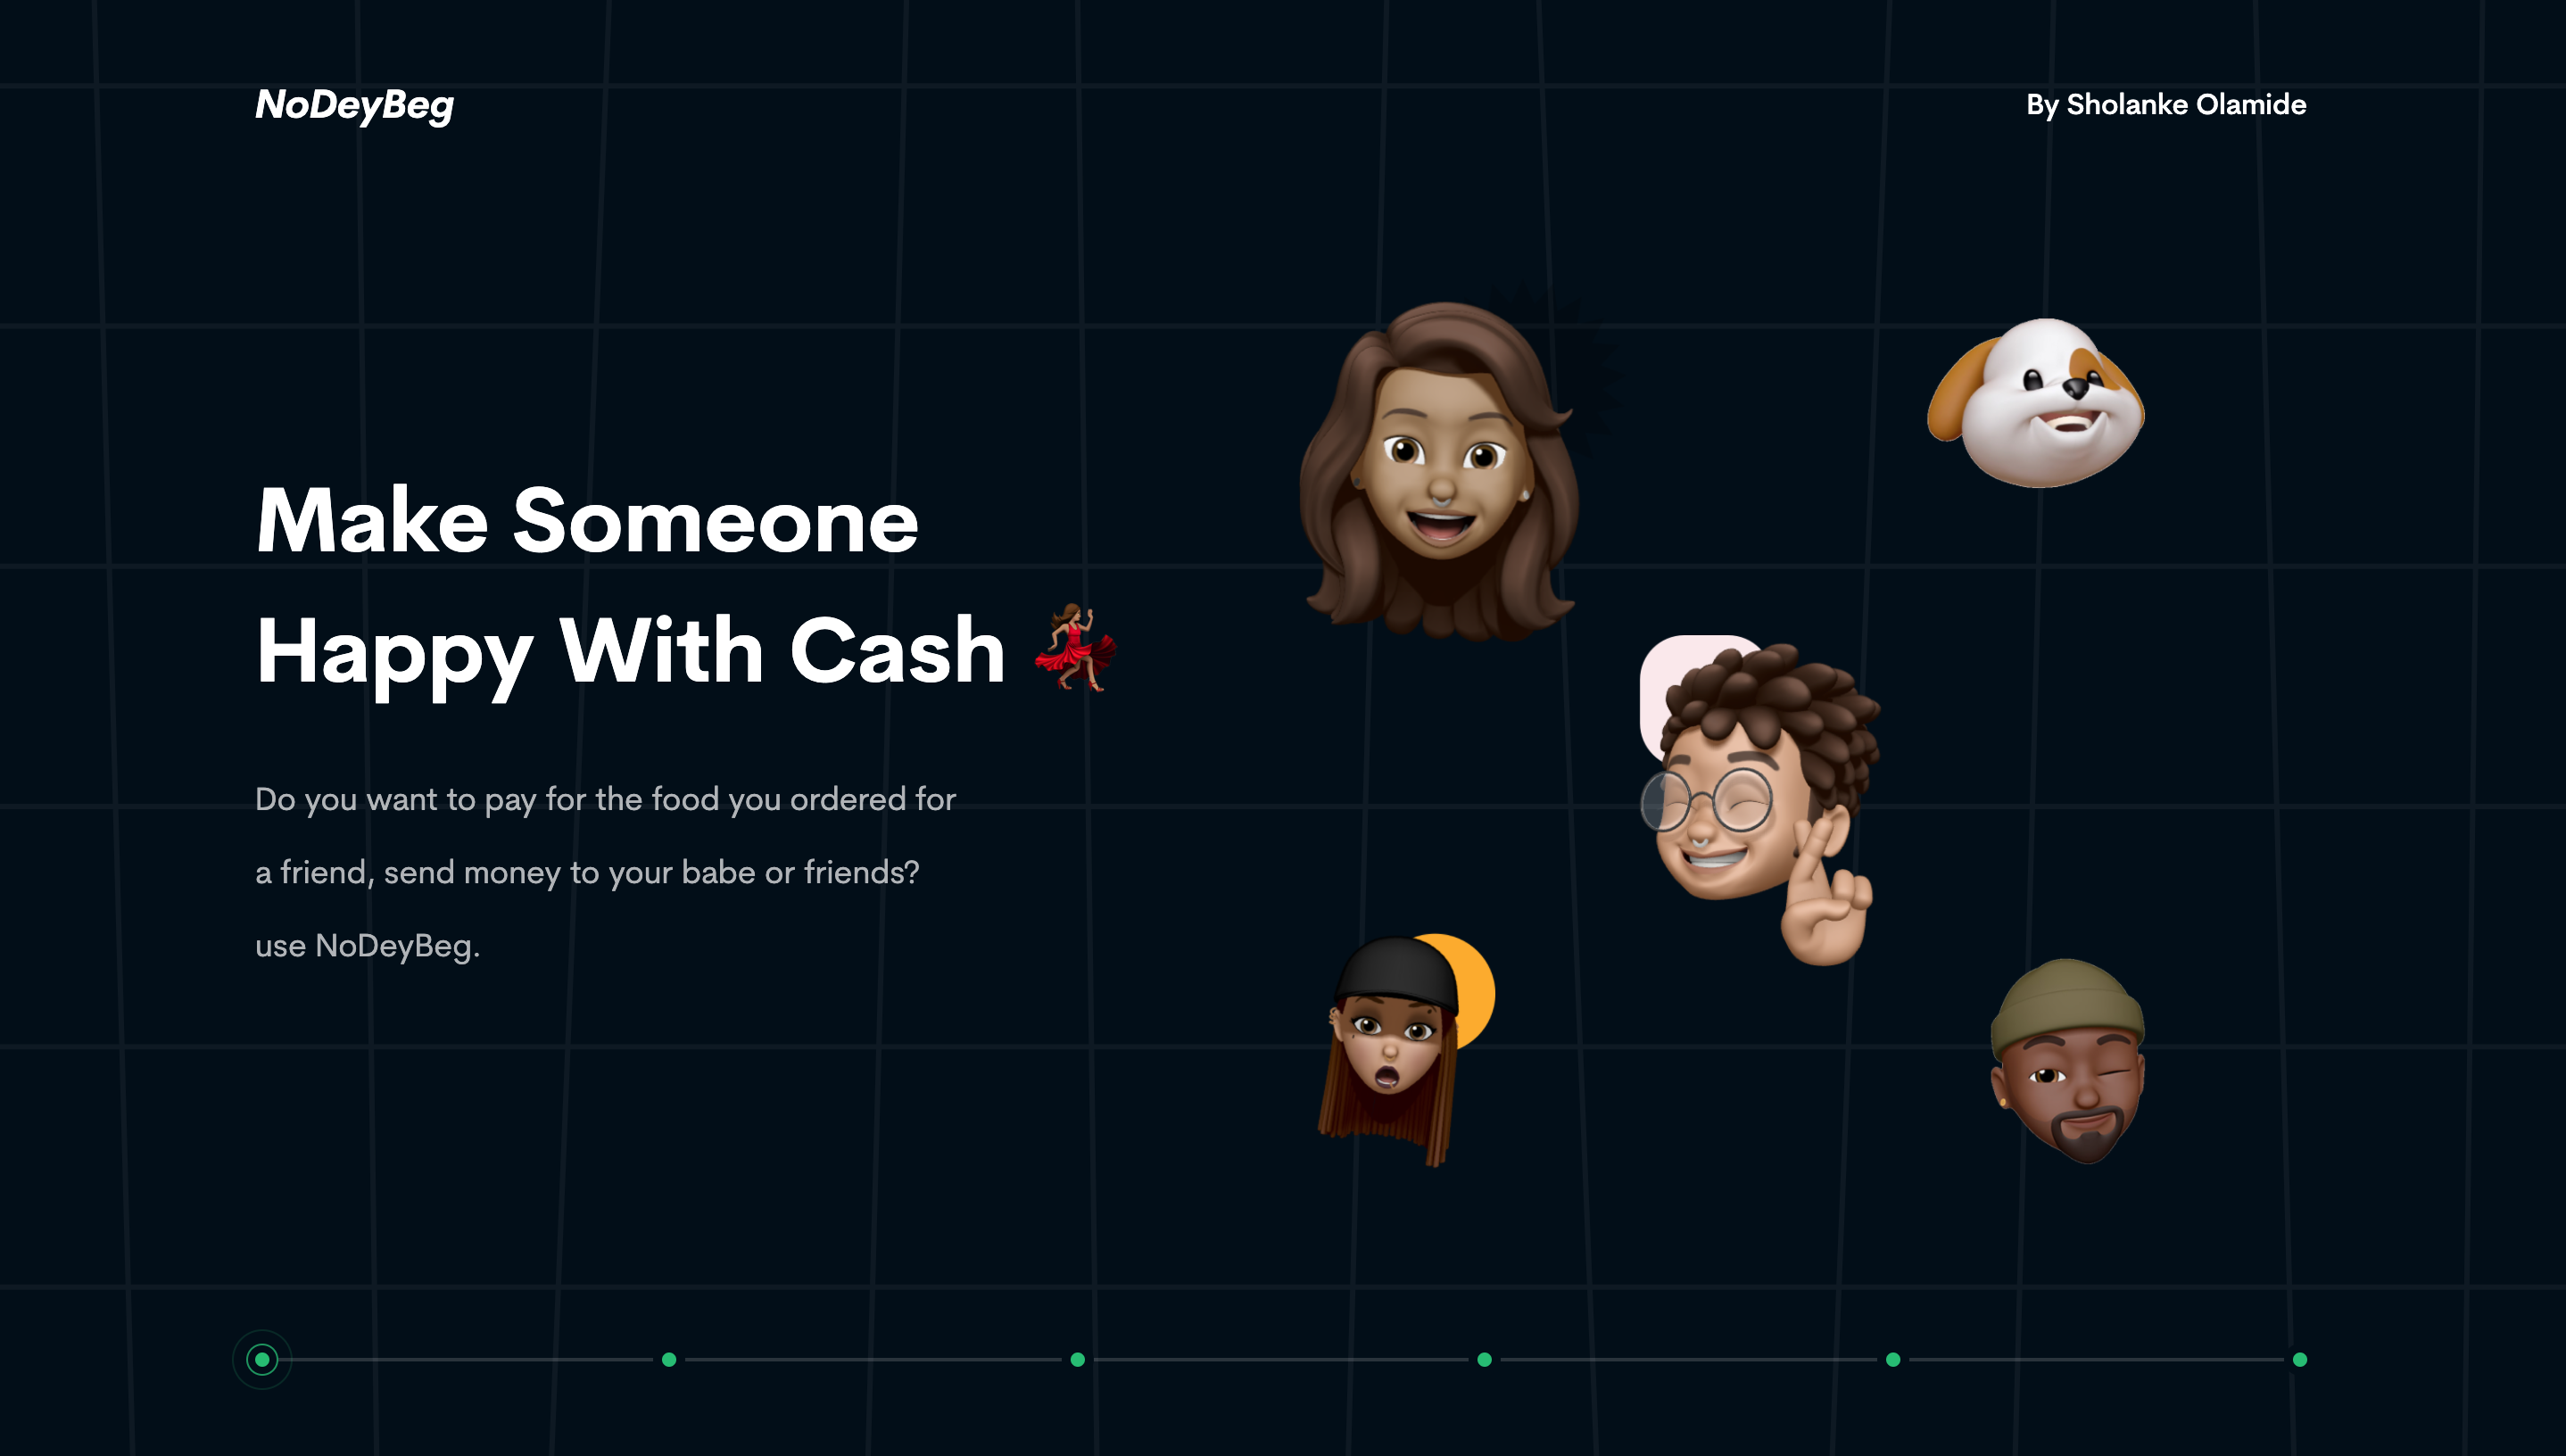 NoDeyBeg
By Sholanke Olamide
Make Someone
Happy With Cash 💃🏽
Do you want to pay for the food you ordered for
a friend, send money to your babe or friends?
use NoDeyBeg.